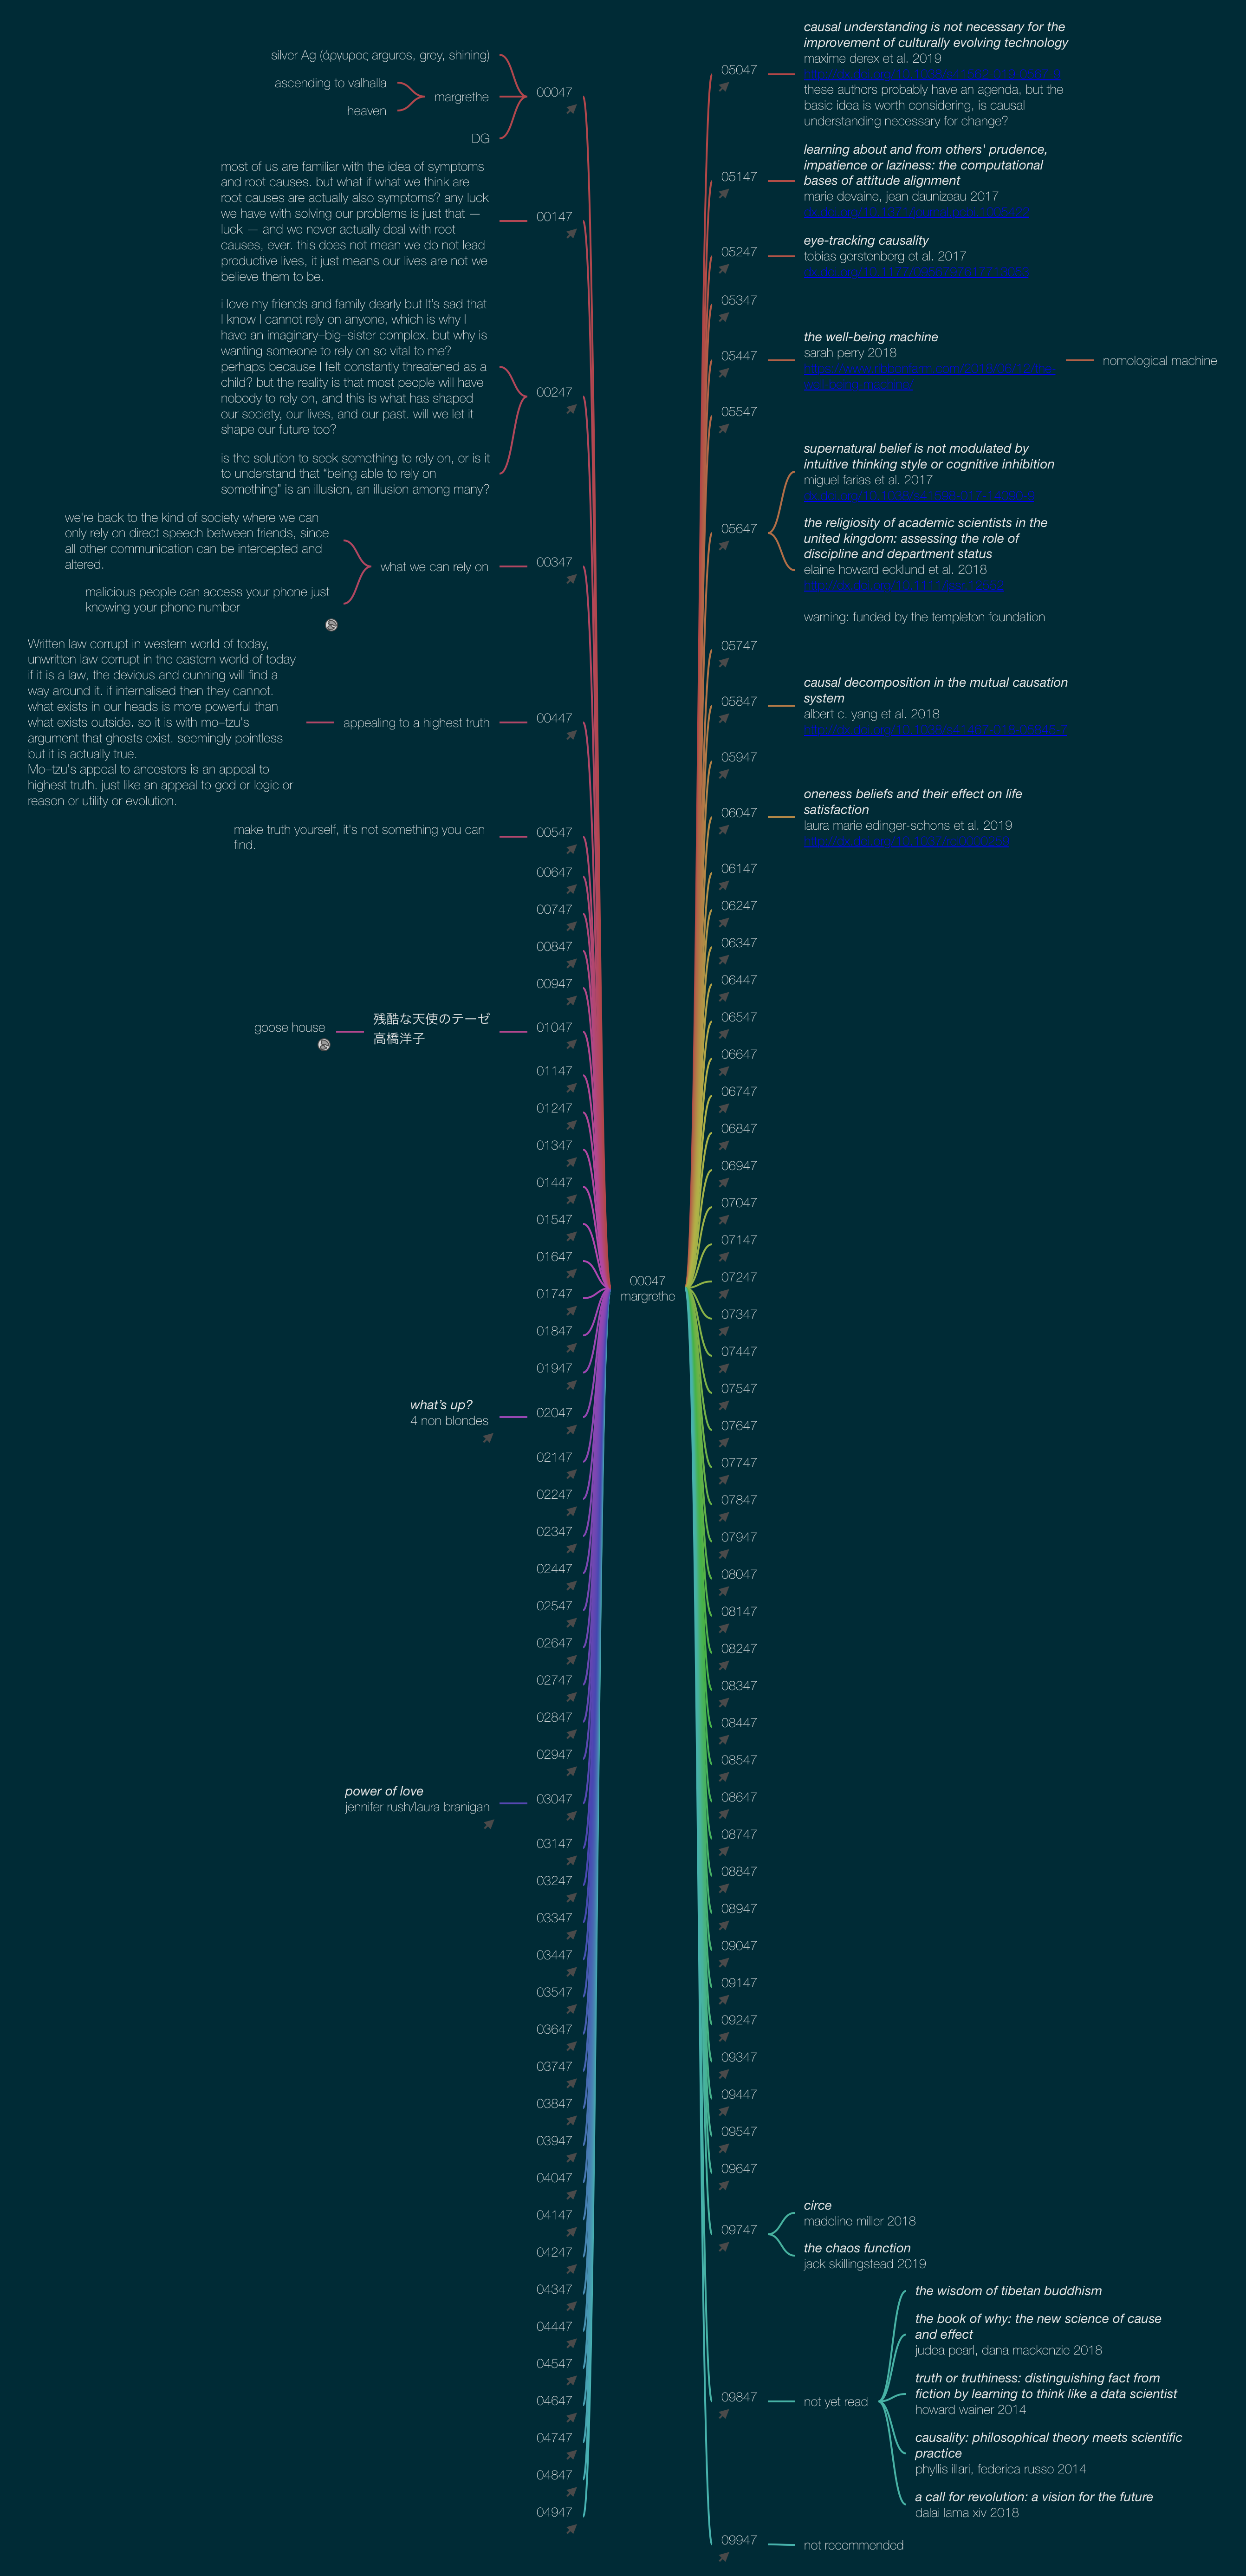 silver Ag (άργυρος arguros, grey, shining)
ascending to valhalla
heaven
margrethe
DG
00047
most of us are familiar with the idea of symptoms
and root causes. but what if what we think are
root causes are actually also symptoms? any luck
we have with solving our problems is just that —
luck — and we never actually deal with root
causes, ever. this does not mean we do not lead
productive lives, it just means our lives are not we
believe them to be.
00147
i love my friends and family dearly but It's sad that
I know I cannot rely on anyone, which is why I
have an imaginary–big–sister complex. but why is
wanting someone to rely on so vital to me?
perhaps because I felt constantly threatened as a
child? but the reality is that most people will have
nobody to rely on, and this is what has shaped
our society, our lives, and our past. will we let it
shape our future too?
is the solution to seek something to rely on, or is it
to understand that “being able to rely on
something” is an illusion, an illusion among many?
00247
we're back to the kind of society where we can
only rely on direct speech between friends, since
all other communication can be intercepted and
altered.
malicious people can access your phone just
knowing your phone number
what we can rely on
00347
Written law corrupt in western world of today,
unwritten law corrupt in the eastern world of today
if it is a law, the devious and cunning will find a
way around it. if internalised then they cannot.
what exists in our heads is more powerful than
what exists outside. so it is with mo–tzu's
argument that ghosts exist. seemingly pointless
but it is actually true.
Mo–tzu's appeal to ancestors is an appeal to
highest truth. just like an appeal to god or logic or
reason or utility or evolution.
appealing to a highest truth
00447
make truth yourself, it's not something you can
find.
00547
00647
00747
00847
00947
goose house
残酷な天使のテーゼ
高橋洋子
01047
01147
01247
01347
01447
01547
01647
01747
01847
01947
what's up?
4 non blondes
02047
02147
02247
02347
02447
02547
02647
02747
02847
02947
power of love
jennifer rush/laura branigan
03047
03147
03247
03347
03447
03547
03647
03747
03847
03947
04047
04147
04247
04347
04447
04547
04647
04747
04847
04947
00047
margrethe
05047
causal understanding is not necessary for the
improvement of culturally evolving technology
maxime derex et al. 2019
these authors probably have an agenda, but the
basic idea is worth considering, is causal
understanding necessary for change?
05147
learning about and from others' prudence,
impatience or laziness: the computational
bases of attitude alignment
marie devaine, jean daunizeau 2017
05247
eye-tracking causality
tobias gerstenberg et al. 2017
05347
05447
the well-being machine
sarah perry 2018
nomological machine
05547
05647
supernatural belief is not modulated by
intuitive thinking style or cognitive inhibition
miguel farias et al. 2017
the religiosity of academic scientists in the
united kingdom: assessing the role of
discipline and department status
elaine howard ecklund et al. 2018
warning: funded by the templeton foundation
05747
05847
causal decomposition in the mutual causation
system
albert c. yang et al. 2018
05947
06047
oneness beliefs and their effect on life
satisfaction
laura marie edinger-schons et al. 2019
06147
06247
06347
06447
06547
06647
06747
06847
06947
07047
07147
07247
07347
07447
07547
07647
07747
07847
07947
08047
08147
08247
08347
08447
08547
08647
08747
08847
08947
09047
09147
09247
09347
09447
09547
09647
09747
circe
madeline miller 2018
the chaos function
jack skillingstead 2019
09847
not yet read
the wisdom of tibetan buddhism
the book of why: the new science of cause
and effect
judea pearl, dana mackenzie 2018
truth or truthiness: distinguishing fact from
fiction by learning to think like a data scientist
howard wainer 2014
causality: philosophical theory meets scientific
practice
phyllis illari, federica russo 2014
a call for revolution: a vision for the future
dalai lama xiv 2018
09947
not recommended